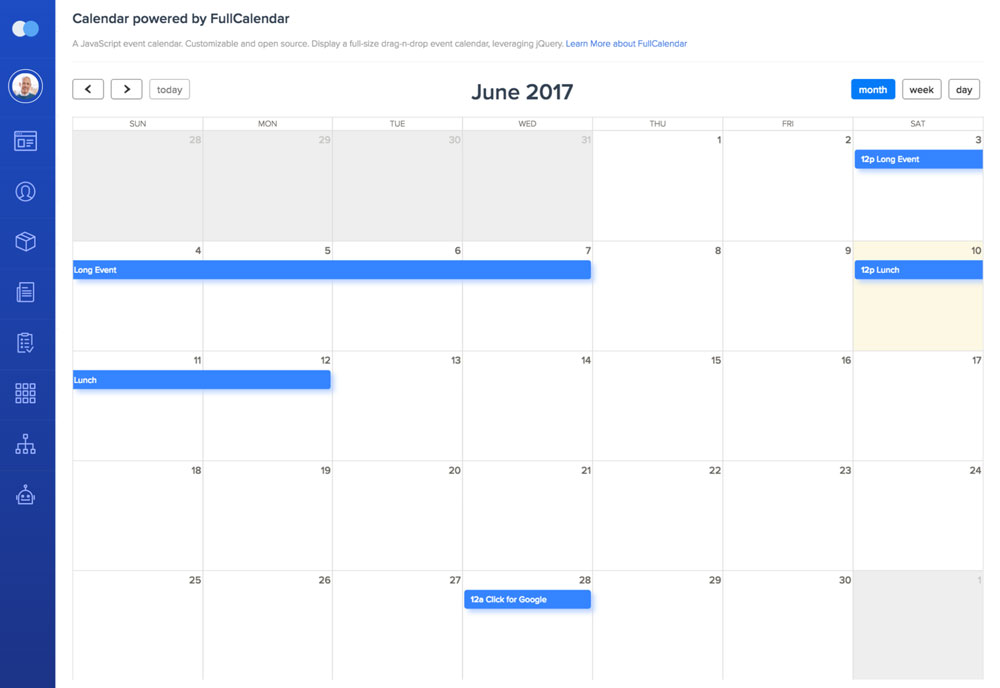 Calendar powered by FullCalendar
A JavaScript event calendar. Customizable and open source. Display a full-size drag-n-drop event calendar, leveraging jQuery. Learn More about FullCalendar
today
June 2017
month week day
SUN MON TUE WED THU FRI SAT
28 29 30 31 1 2 3
12p Long Event
4 5 6 7 8 9 10
Long Event 12p Lunch
11 12 13 14 15 16 17
Lunch
18 19 20 21 22 23 24
25 26 27 28 29 30 1
12a Click for Google